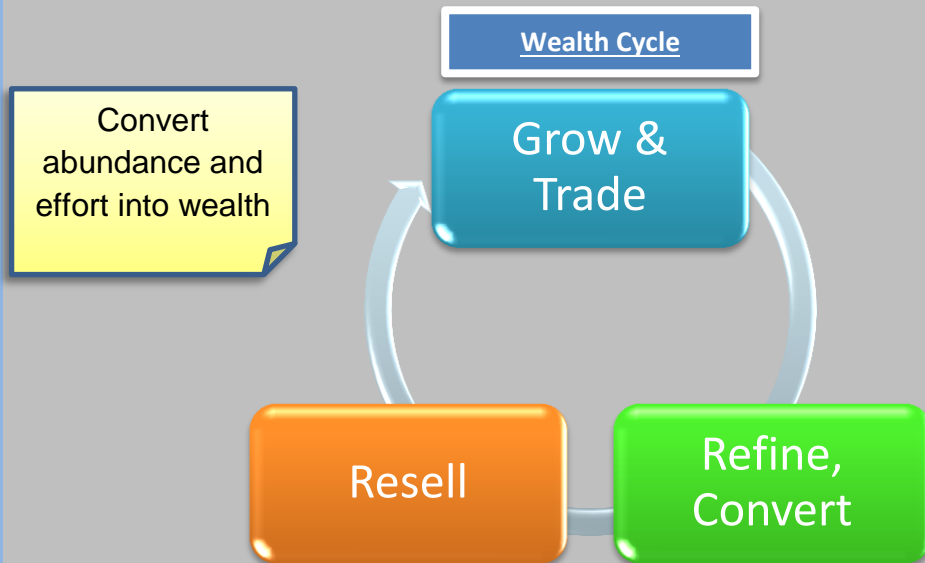 Wealth Cycle
Convert
abundance and
effort into wealth
Grow &
Trade
Resell
Refine,
Convert